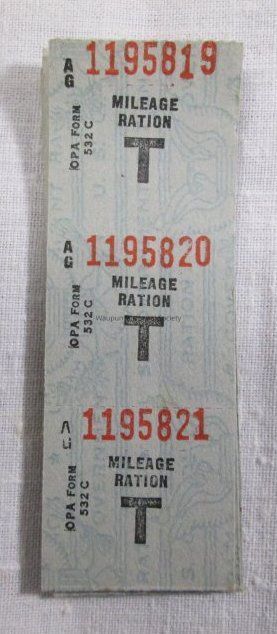 AG 1195819
OPA FORM 532 C
MILEAGE
RATION
T
AG 1195820
OPA FORM 532 C
MILEAGE
RATION
T
AG 1195821
OPA FORM 532 C
MILEAGE
RATION
T